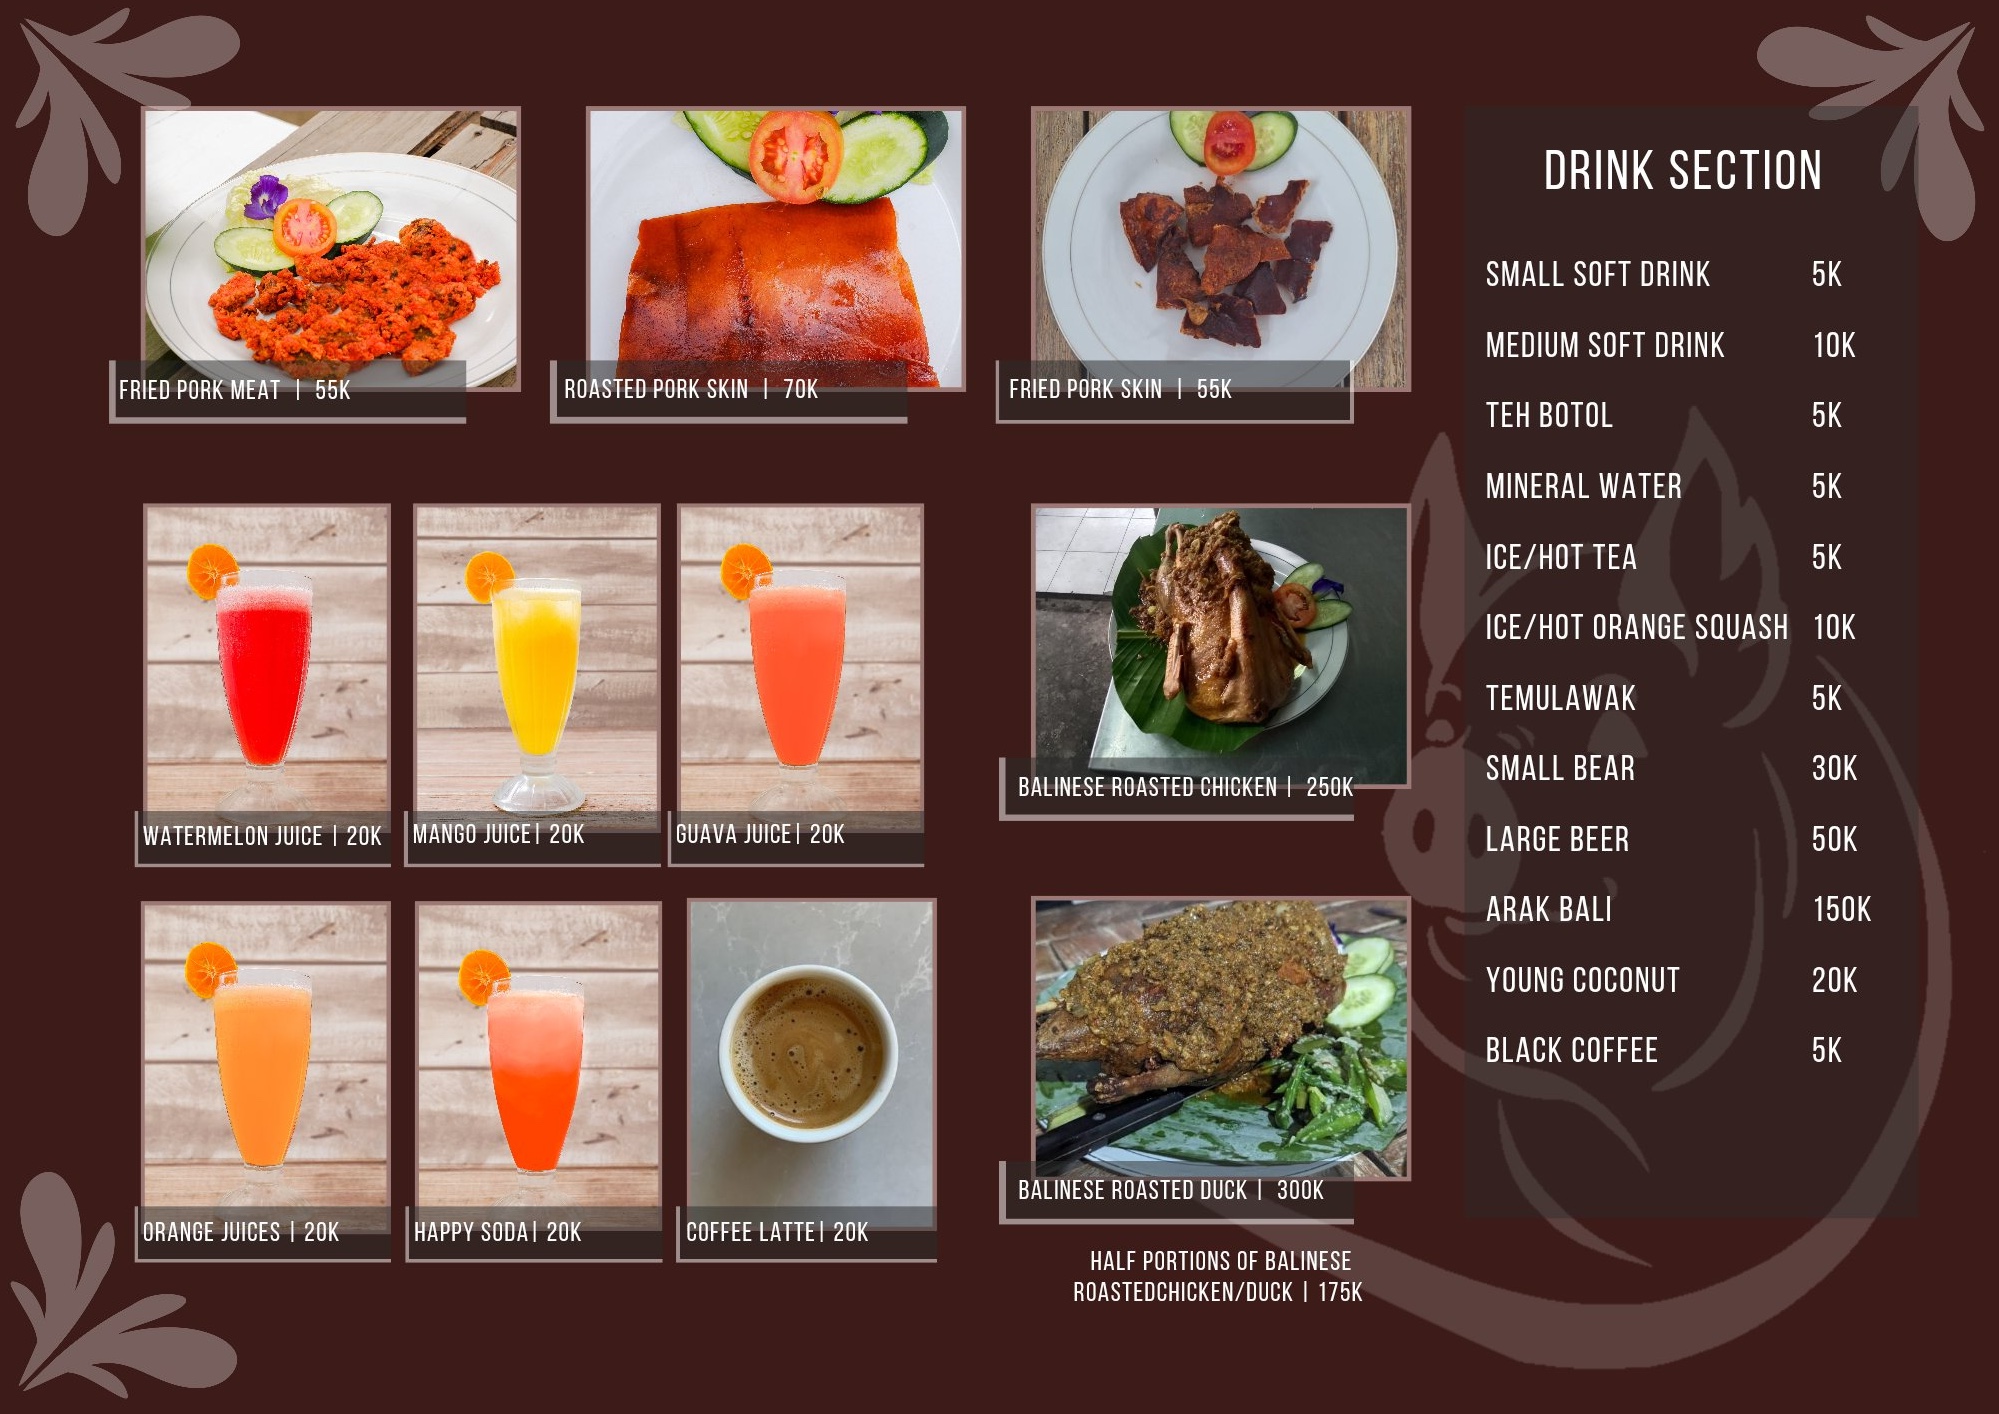 FRIED PORK MEAT | 55K
ROASTED PORK SKIN | 70K
FRIED PORK SKIN | 55K
WATERMELON JUICE | 20K
MANGO JUICE| 20K
GUAVA JUICE| 20K
BALINESE ROASTED CHICKEN | 250K
ORANGE JUICES | 20K
HAPPY SODA| 20K
COFFEE LATTE| 20K
BALINESE ROASTED DUCK | 300K
HALF PORTIONS OF BALINESE
ROASTEDCHICKEN/DUCK | 175K
DRINK SECTION
SMALL SOFT DRINK 5K
MEDIUM SOFT DRINK 10K
TEH BOTOL 5K
MINERAL WATER 5K
ICE/HOT TEA 5K
ICE/HOT ORANGE SQUASH 10K
TEMULAWAK 5K
SMALL BEAR 30K
LARGE BEER 50K
ARAK BALI 150K
YOUNG COCONUT 20K
BLACK COFFEE 5K